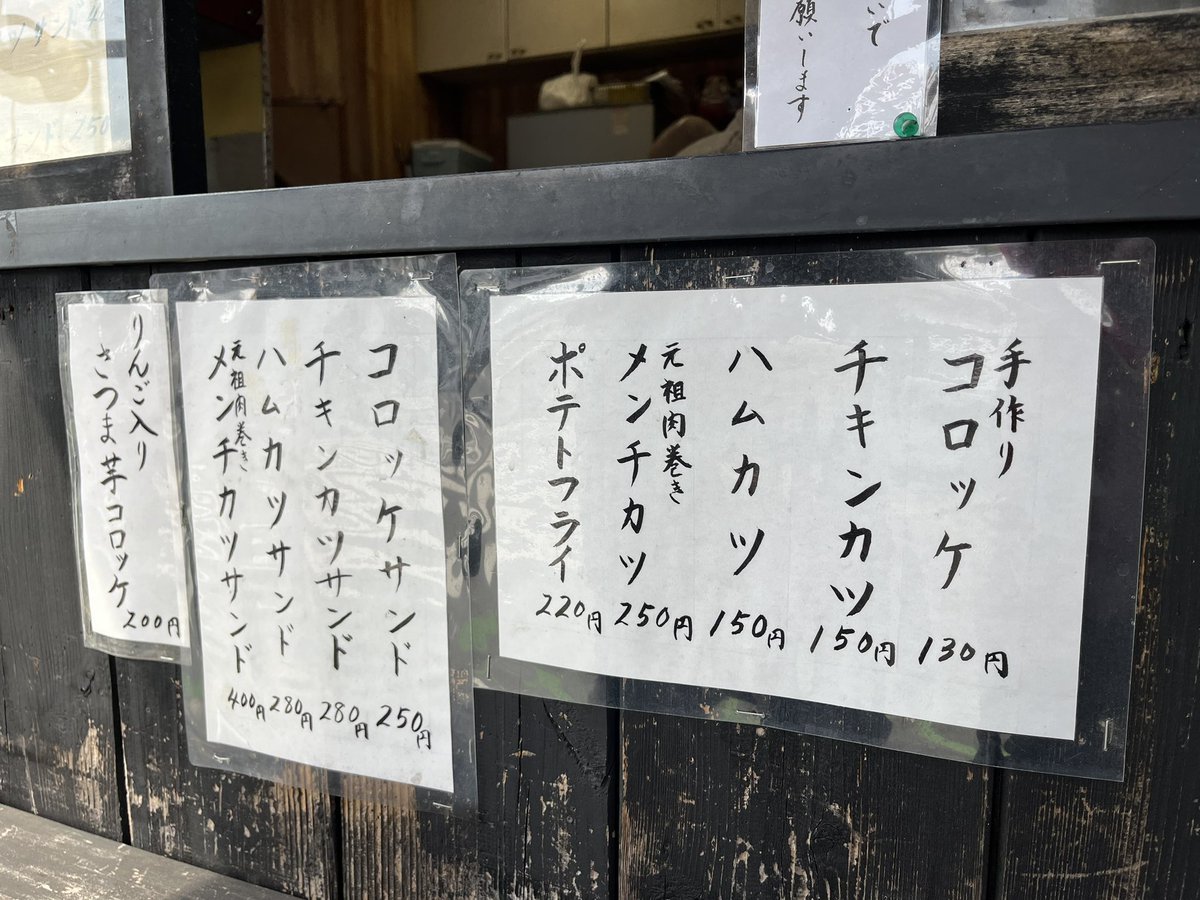 いで
願いします
手作り
コロッケ 130円
チキンカツ 150円
ハムカツ 150円
元祖肉巻き
メンチカツ 250円
ポテトフライ 220円
コロッケサンド 250円
チキンカツサンド 280円
ハムカツサンド 280円
元祖肉巻き
メンチカツサンド 400円
りんご入り
さつま芋コロッケ
200円